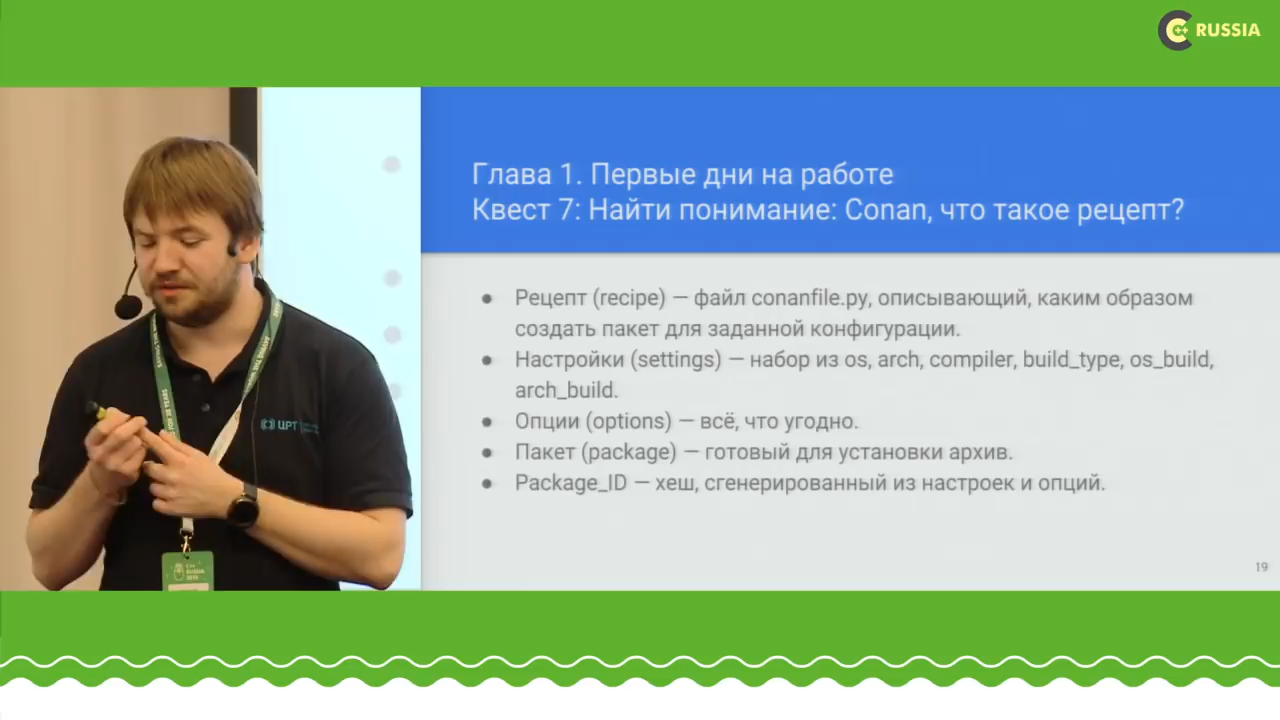 C++ RUSSIA
Глава 1. Первые дни на работе
Квест 7: Найти понимание: Conan, что такое рецепт?
● Рецепт (recipe) — файл conanfile.py, описывающий, каким образом
создать пакет для заданной конфигурации.
● Настройки (settings) — набор из os, arch, compiler, build_type, os_build,
arch_build.
● Опции (options) — всё, что угодно.
● Пакет (package) — готовый для установки архив.
● Package_ID — хеш, сгенерированный из настроек и опций.
19
ЦРТ
C++
RUSSIA